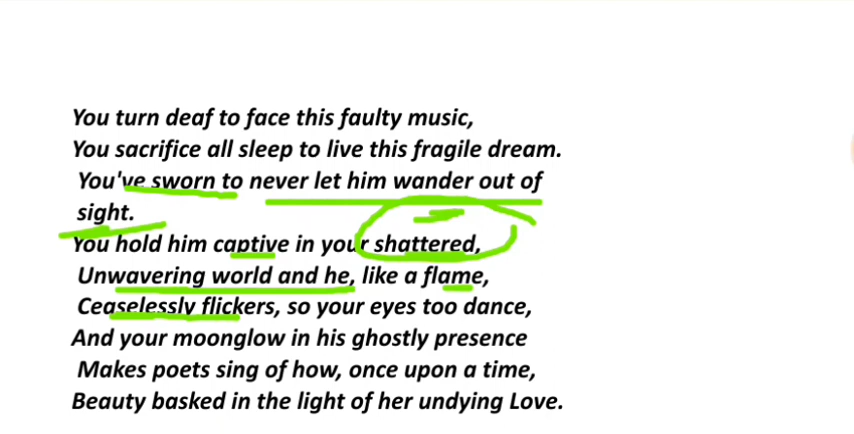 You turn deaf to face this faulty music,
You sacrifice all sleep to live this fragile dream.
You've sworn to never let him wander out of
sight.
You hold him captive in your shattered,
Unwavering world and he, like a flame,
Ceaselessly flickers, so your eyes too dance,
And your moonglow in his ghostly presence
Makes poets sing of how, once upon a time,
Beauty basked in the light of her undying Love.